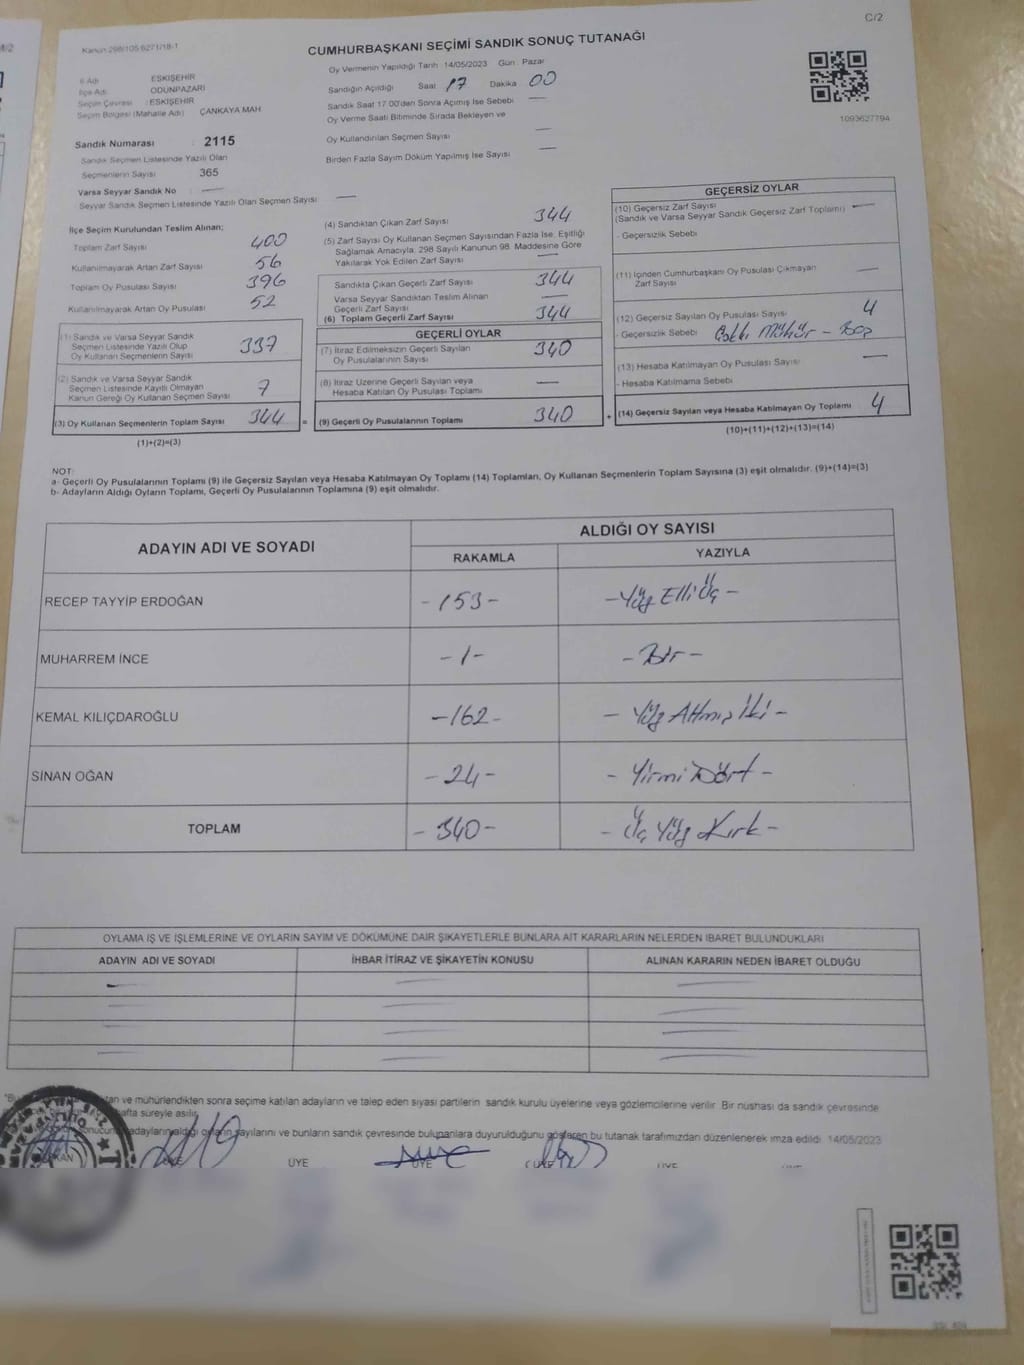 C/2
Kanun 298/105 6271/18-1
CUMHURBAŞKANI SEÇİMİ SANDIK SONUÇ TUTANAĞI
İl Adı ESKİŞEHİR
İlçe Adı ODUNPAZARI
Seçim Çevresi : ESKİŞEHİR
Seçim Bölgesi (Mahalle Adı) ÇANKAYA MAH
Oy Vermenin Yapıldığı Tarih 14/05/2023 Gün Pazar
Sandığın Açıldığı Saat 17 Dakika 00
Sandık Saat 17:00'den Sonra Açımış İse Sebebi —
Oy Verme Saati Bitiminde Sırada Bekleyen ve
Oy Kullandırılan Seçmen Sayısı —
Birden Fazla Sayım Döküm Yapılmış İse Sayısı —
1093627794
Sandık Numarası : 2115
Sandık Seçmen Listesinde Yazılı Olan
Seçmenlerin Sayısı 365
Varsa Seyyar Sandık No —
Seyyar Sandık Seçmen Listesinde Yazılı Olan Seçmen Sayısı —
İlçe Seçim Kurulundan Teslim Alınan;
Toplam Zarf Sayısı 400
Kullanılmayarak Artan Zarf Sayısı 56
Toplam Oy Pusulası Sayısı 396
Kullanılmayarak Artan Oy Pusulası 52
(1) Sandık ve Varsa Seyyar Sandık
Seçmen Listesinde Yazılı Olup
Oy Kullanan Seçmenlerin Sayısı 337
(2) Sandık ve Varsa Seyyar Sandık
Seçmen Listesinde Kayıtlı Olmayan
Kanun Gereği Oy Kullanan Seçmen Sayısı 7
(3) Oy Kullanan Seçmenlerin Toplam Sayısı 344 =
(1)+(2)=(3)
(4) Sandıktan Çıkan Zarf Sayısı 344
(5) Zarf Sayısı Oy Kullanan Seçmen Sayısından Fazla İse, Eşitliği
Sağlamak Amacıyla, 298 Sayılı Kanunun 98. Maddesine Göre
Yakılarak Yok Edilen Zarf Sayısı —
Sandıkta Çıkan Geçerli Zarf Sayısı 344
Varsa Seyyar Sandıktan Teslim Alınan
Geçerli Zarf Sayısı —
(6) Toplam Geçerli Zarf Sayısı 344
GEÇERLİ OYLAR
(7) İtiraz Edilmeksizin Geçerli Sayılan
Oy Pusulalarının Sayısı 340
(8) İtiraz Üzerine Geçerli Sayılan veya
Hesaba Katılan Oy Pusulası Toplamı —
(9) Geçerli Oy Pusulalarının Toplamı 340 +
GEÇERSİZ OYLAR
(10) Geçersiz Zarf Sayısı
(Sandık ve Varsa Seyyar Sandık Geçersiz Zarf Toplamı) —
- Geçersizlik Sebebi
(11) İçinden Cumhurbaşkanı Oy Pusulası Çıkmayan
Zarf Sayısı —
(12) Geçersiz Sayılan Oy Pusulası Sayısı 4
- Geçersizlik Sebebi Mühür - Boş
(13) Hesaba Katılmayan Oy Pusulası Sayısı —
- Hesaba Katılmama Sebebi
(14) Geçersiz Sayılan veya Hesaba Katılmayan Oy Toplamı 4
(10)+(11)+(12)+(13)=(14)
NOT:
a- Geçerli Oy Pusulalarının Toplamı (9) ile Geçersiz Sayılan veya Hesaba Katılmayan Oy Toplamı (14) Toplamları, Oy Kullanan Seçmenlerin Toplam Sayısına (3) eşit olmalıdır. (9)+(14)=(3)
b- Adayların Aldığı Oyların Toplamı, Geçerli Oy Pusulalarının Toplamına (9) eşit olmalıdır.
ADAYIN ADI VE SOYADI
ALDIĞI OY SAYISI
RAKAMLA YAZIYLA
RECEP TAYYİP ERDOĞAN -153- -Yüz Elli Üç-
MUHARREM İNCE -1- -Bir-
KEMAL KILIÇDAROĞLU -162- - Yüz Altmış İki -
SİNAN OĞAN -24- - Yirmi Dört -
TOPLAM -340- - Üç Yüz Kırk -
OYLAMA İŞ VE İŞLEMLERİNE VE OYLARIN SAYIM VE DÖKÜMÜNE DAİR ŞİKAYETLERLE BUNLARA AİT KARARLARIN NELERDEN İBARET BULUNDUKLARI
ADAYIN ADI VE SOYADI İHBAR İTİRAZ VE ŞİKAYETİN KONUSU ALINAN KARARIN NEDEN İBARET OLDUĞU
ve mühürlendikten sonra seçime katılan adayların ve talep eden siyasi partilerin sandık kurulu üyelerine veya gözlemcilerine verilir. Bir nüshası da sandık çevresinde
hafta süreyle asılır.
adayların aldığı oyların sayılarını ve bunların sandık çevresinde bulunanlara duyurulduğunu gösteren bu tutanak tarafımızdan düzenlenerek imza edildi 14/05/2023
ÜYE ÜYE ÜYE ÜYE